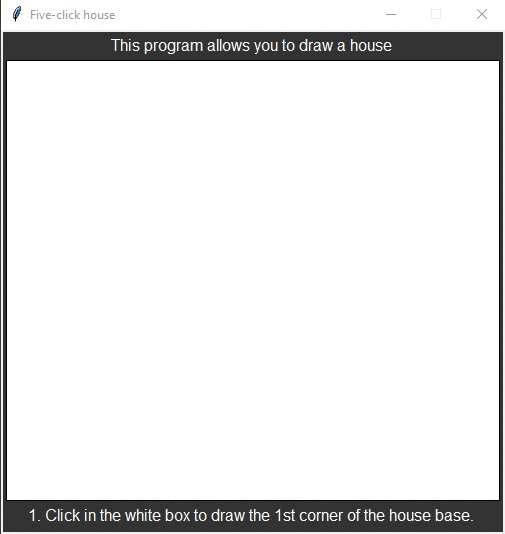 Five-click house
This program allows you to draw a house
1. Click in the white box to draw the 1st corner of the house base.